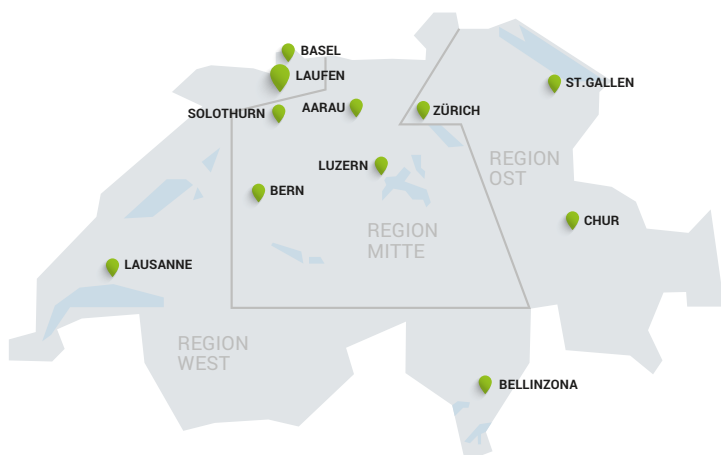 BASEL
LAUFEN
ST.GALLEN
SOLOTHURN
AARAU
ZÜRICH
LUZERN
REGION
OST
BERN
REGION
MITTE
CHUR
LAUSANNE
REGION
WEST
BELLINZONA